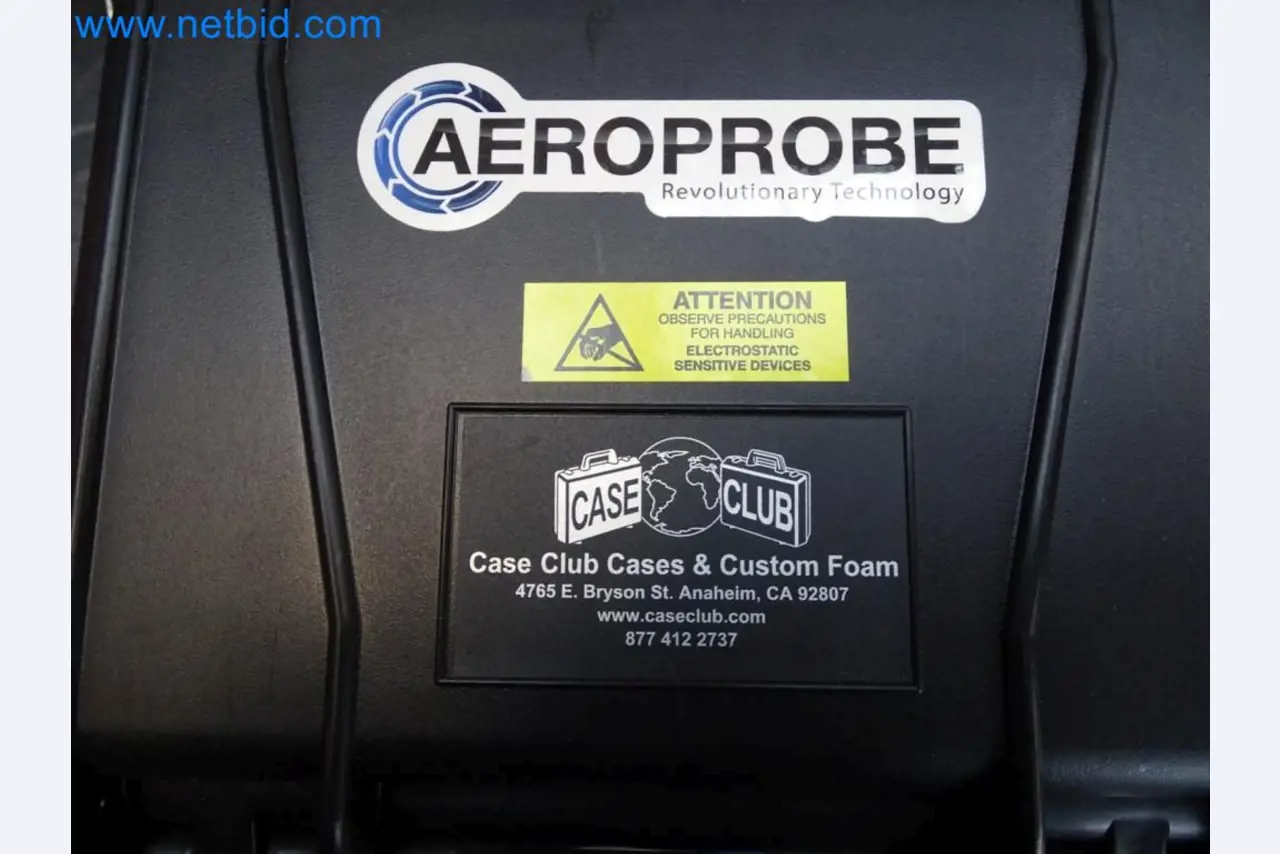 www.netbid.com
AEROPROBE
Revolutionary Technology
ATTENTION
OBSERVE PRECAUTIONS
FOR HANDLING
ELECTROSTATIC
SENSITIVE DEVICES
CASE CLUB
Case Club Cases & Custom Foam
4765 E. Bryson St. Anaheim, CA 92807
www.caseclub.com
877 412 2737